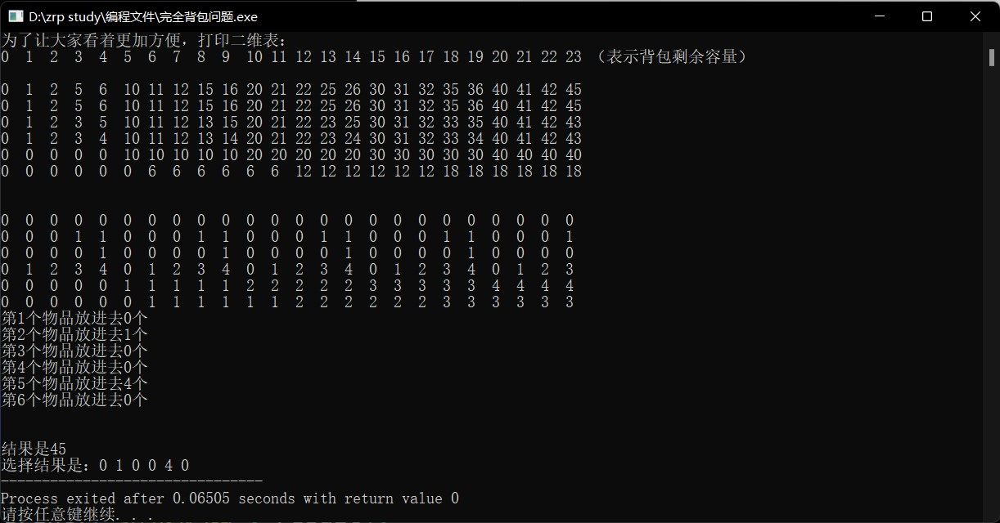 D:\zrp study\编程文件\完全背包问题.exe
为了让大家看着更加方便，打印二维表：
0 1 2 3 4 5 6 7 8 9 10 11 12 13 14 15 16 17 18 19 20 21 22 23 （表示背包剩余容量）
0 1 2 5 6 10 11 12 15 16 20 21 22 25 26 30 31 32 35 36 40 41 42 45
0 1 2 5 6 10 11 12 15 16 20 21 22 25 26 30 31 32 35 36 40 41 42 45
0 1 2 3 5 10 11 12 13 15 20 21 22 23 25 30 31 32 33 35 40 41 42 43
0 1 2 3 4 10 11 12 13 14 20 21 22 23 24 30 31 32 33 34 40 41 42 43
0 0 0 0 0 10 10 10 10 10 20 20 20 20 20 30 30 30 30 30 40 40 40 40
0 0 0 0 0 0 6 6 6 6 6 6 12 12 12 12 12 12 18 18 18 18 18 18
0 0 0 0 0 0 0 0 0 0 0 0 0 0 0 0 0 0 0 0 0 0 0 0
0 0 0 1 1 0 0 0 1 1 0 0 0 1 1 0 0 0 1 1 0 0 0 1
0 0 0 0 1 0 0 0 0 1 0 0 0 0 1 0 0 0 0 1 0 0 0 0
0 1 2 3 4 0 1 2 3 4 0 1 2 3 4 0 1 2 3 4 0 1 2 3
0 0 0 0 0 1 1 1 1 1 2 2 2 2 2 3 3 3 3 3 4 4 4 4
0 0 0 0 0 0 1 1 1 1 1 1 2 2 2 2 2 2 3 3 3 3 3 3
第1个物品放进去0个
第2个物品放进去1个
第3个物品放进去0个
第4个物品放进去0个
第5个物品放进去4个
第6个物品放进去0个
结果是45
选择结果是：0 1 0 0 4 0
--------------------------------
Process exited after 0.06505 seconds with return value 0
请按任意键继续. . .